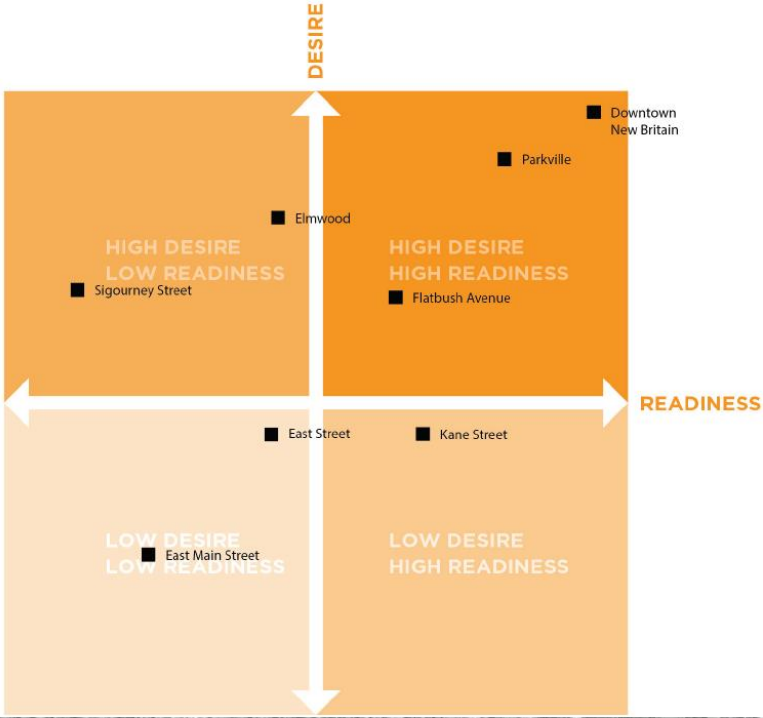 DESIRE
Downtown
New Britain
Parkville
Elmwood
HIGH DESIRE
LOW READINESS
HIGH DESIRE
HIGH READINESS
Sigourney Street
Flatbush Avenue
READINESS
East Street
Kane Street
LOW DESIRE
LOW READINESS
East Main Street
LOW DESIRE
HIGH READINESS